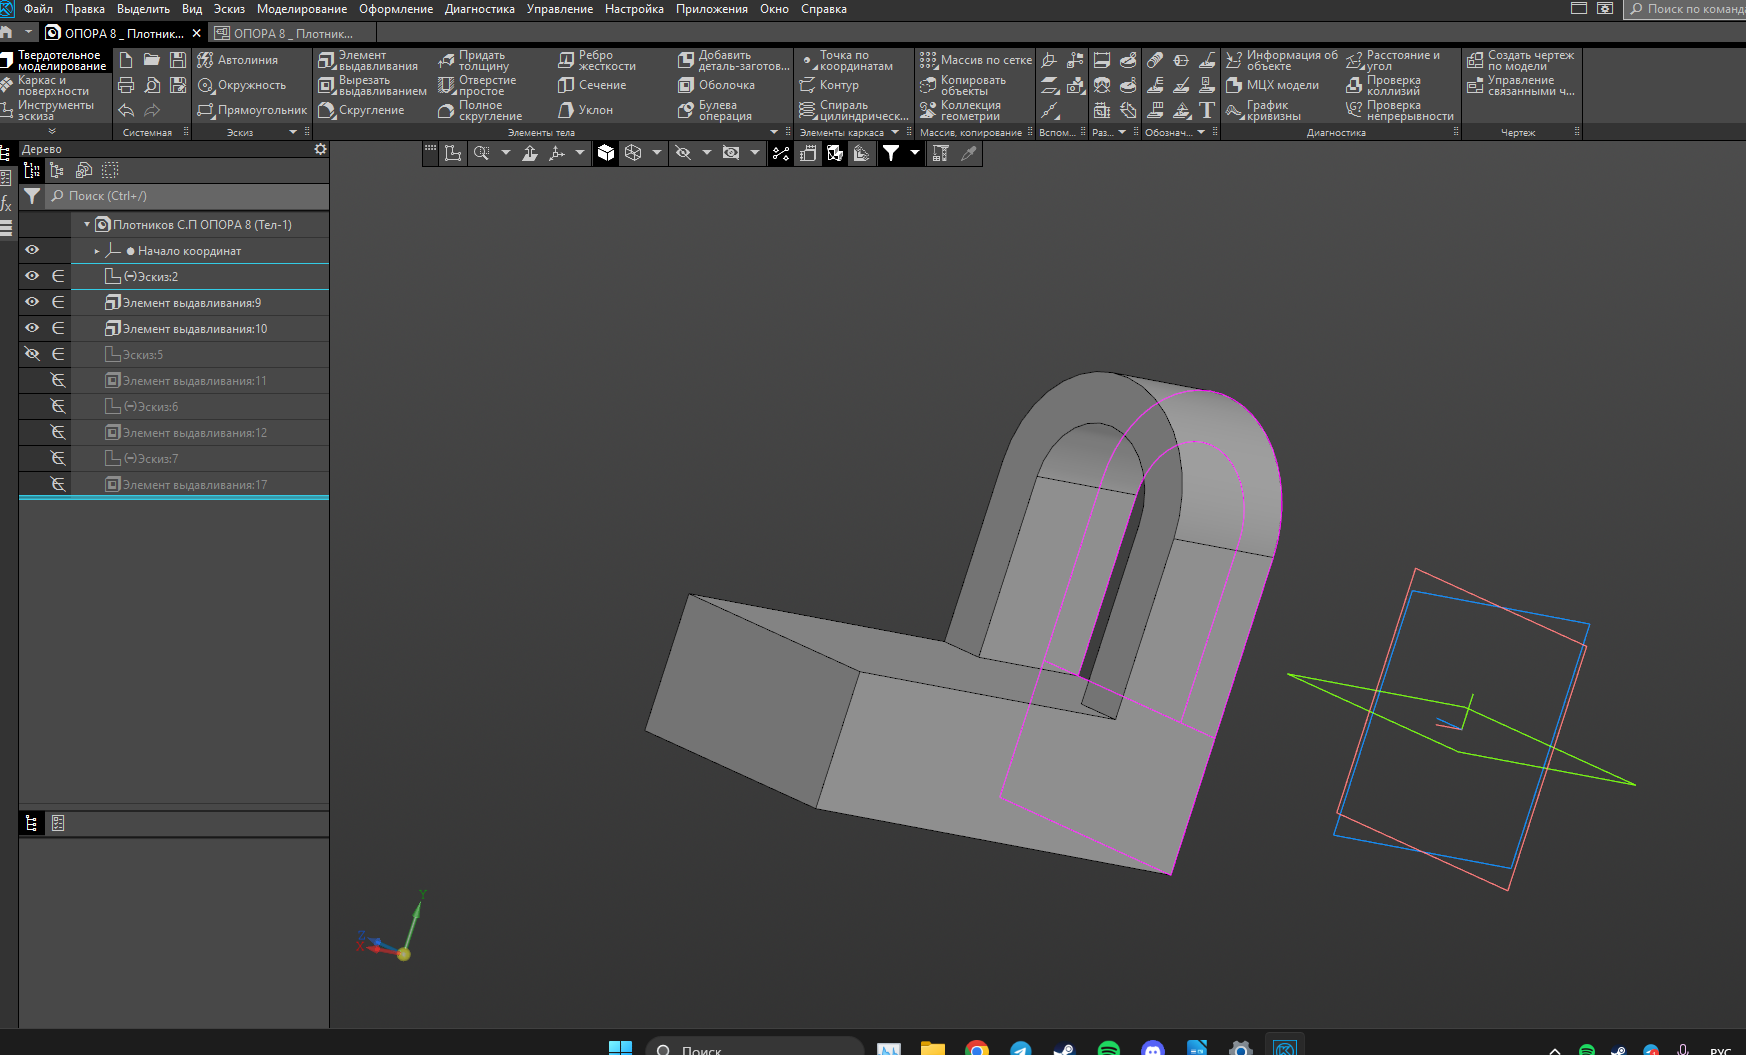 Файл Правка Выделить Вид Эскиз Моделирование Оформление Диагностика Управление Настройка Приложения Окно Справка
Поиск по команд
ОПОРА 8 _ Плотник...
ОПОРА 8 _ Плотник...
Твердотельное моделирование
Каркас и поверхности
Инструменты эскиза
Системная
Автолиния
Окружность
Прямоугольник
Эскиз
Элемент выдавливания
Вырезать выдавливанием
Скругление
Придать толщину
Отверстие простое
Полное скругление
Ребро жесткости
Сечение
Уклон
Добавить деталь-заготов...
Оболочка
Булева операция
Элементы тела
Точка по координатам
Контур
Спираль цилиндрическ...
Элементы каркаса
Массив по сетке
Копировать объекты
Коллекция геометрии
Массив, копирование
Вспом...
Раз...
Обознач...
Информация об объекте
МЦХ модели
График кривизны
Расстояние и угол
Проверка коллизий
Проверка непрерывности
Диагностика
Создать чертеж по модели
Управление связанными ч...
Чертеж
Дерево
Поиск (Ctrl+/)
Плотников С.П ОПОРА 8 (Тел-1)
Начало координат
(−)Эскиз:2
Элемент выдавливания:9
Элемент выдавливания:10
Эскиз:5
Элемент выдавливания:11
(−)Эскиз:6
Элемент выдавливания:12
(−)Эскиз:7
Элемент выдавливания:17
Y
Z
X
Поиск
РУС